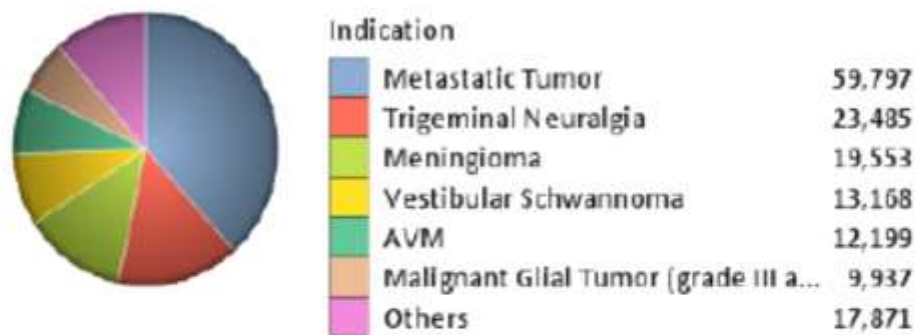 Indication
Metastatic Tumor 59,797
Trigeminal Neuralgia 23,485
Meningioma 19,553
Vestibular Schwannoma 13,168
AVM 12,199
Malignant Glial Tumor (grade III a... 9,937
Others 17,871